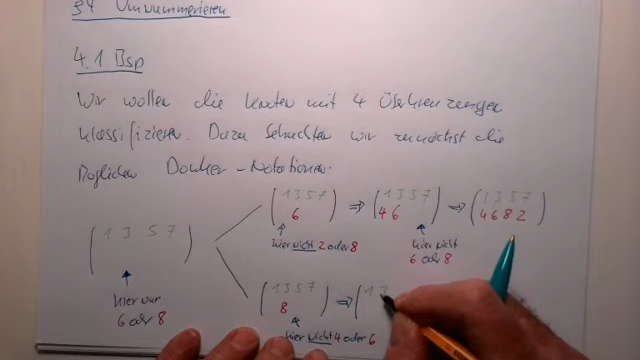 §4 Umnummerieren
4.1 Bsp
Wir wollen die Knoten mit 4 Überkreuzungen
klassifizieren. Dazu betrachten wir zunächst die
möglichen Dowker-Notationen.
(1 3 5 7)
hier nur
6 oder 8
(1 3 5 7
6)
hier nicht 2 oder 8
⇒ (1 3 5 7
4 6)
hier nicht
6 oder 8
⇒ (1 3 5 7
4 6 8 2)
(1 3 5 7
8)
hier nicht 4 oder 6
⇒ (1 3